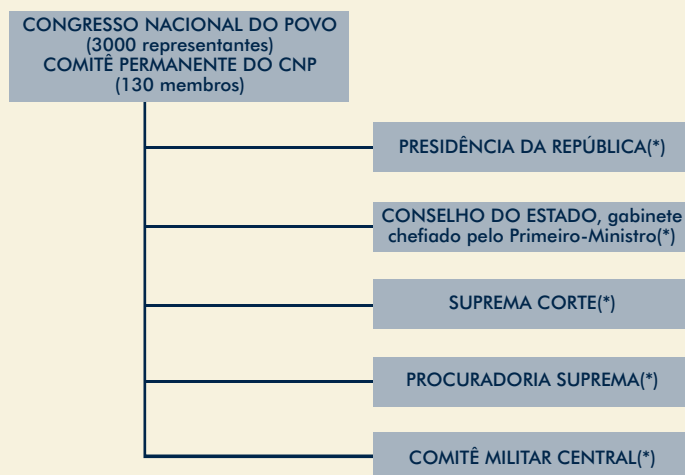 CONGRESSO NACIONAL DO POVO
(3000 representantes)
COMITÊ PERMANENTE DO CNP
(130 membros)
PRESIDÊNCIA DA REPÚBLICA(*)
CONSELHO DO ESTADO, gabinete
chefiado pelo Primeiro-Ministro(*)
SUPREMA CORTE(*)
PROCURADORIA SUPREMA(*)
COMITÊ MILITAR CENTRAL(*)